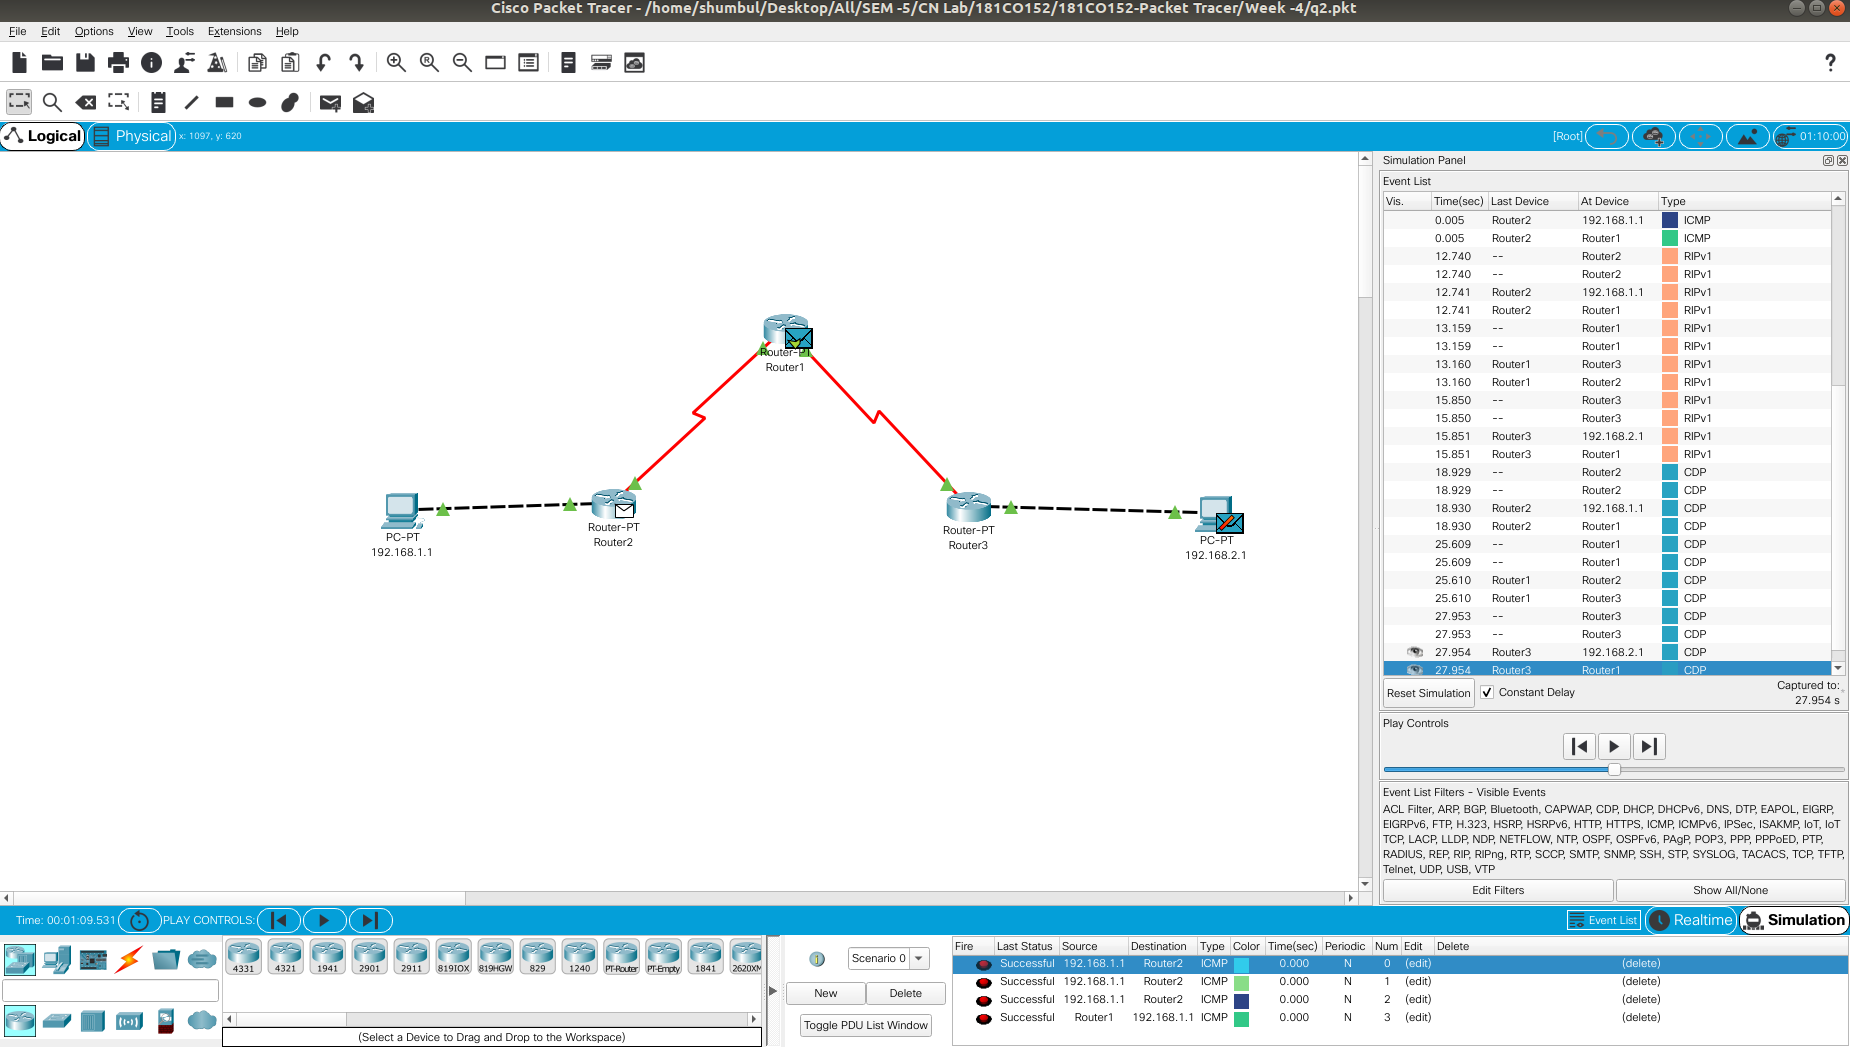 Cisco Packet Tracer - /home/shumbul/Desktop/All/SEM -5/CN Lab/181CO152/181CO152-Packet Tracer/Week -4/q2.pkt
File Edit Options View Tools Extensions Help
Logical Physical x: 1097, y: 620 [Root] 01:10:00
Router-PT
Router1
PC-PT
192.168.1.1
Router-PT
Router2
Router-PT
Router3
PC-PT
192.168.2.1
Simulation Panel
Event List
Vis. Time(sec) Last Device At Device Type
0.005 Router2 192.168.1.1 ICMP
0.005 Router2 Router1 ICMP
12.740 -- Router2 RIPv1
12.740 -- Router2 RIPv1
12.741 Router2 192.168.1.1 RIPv1
12.741 Router2 Router1 RIPv1
13.159 -- Router1 RIPv1
13.159 -- Router1 RIPv1
13.160 Router1 Router3 RIPv1
13.160 Router1 Router2 RIPv1
15.850 -- Router3 RIPv1
15.850 -- Router3 RIPv1
15.851 Router3 192.168.2.1 RIPv1
15.851 Router3 Router1 RIPv1
18.929 -- Router2 CDP
18.929 -- Router2 CDP
18.930 Router2 192.168.1.1 CDP
18.930 Router2 Router1 CDP
25.609 -- Router1 CDP
25.609 -- Router1 CDP
25.610 Router1 Router2 CDP
25.610 Router1 Router3 CDP
27.953 -- Router3 CDP
27.953 -- Router3 CDP
27.954 Router3 192.168.2.1 CDP
27.954 Router3 Router1 CDP
Reset Simulation Constant Delay Captured to:
27.954 s
Play Controls
Event List Filters - Visible Events
ACL Filter, ARP, BGP, Bluetooth, CAPWAP, CDP, DHCP, DHCPv6, DNS, DTP, EAPOL, EIGRP,
EIGRPv6, FTP, H.323, HSRP, HSRPv6, HTTP, HTTPS, ICMP, ICMPv6, IPSec, ISAKMP, IoT, IoT
TCP, LACP, LLDP, NDP, NETFLOW, NTP, OSPF, OSPFv6, PAgP, POP3, PPP, PPPoED, PTP,
RADIUS, REP, RIP, RIPng, RTP, SCCP, SMTP, SNMP, SSH, STP, SYSLOG, TACACS, TCP, TFTP,
Telnet, UDP, USB, VTP
Edit Filters Show All/None
Time: 00:01:09.531 PLAY CONTROLS: Event List Realtime Simulation
4331 4321 1941 2901 2911 819IOX 819HGW 829 1240 PT-Router PT-Empty 1841 2620XM
(Select a Device to Drag and Drop to the Workspace)
Scenario 0
New Delete
Toggle PDU List Window
Fire Last Status Source Destination Type Color Time(sec) Periodic Num Edit Delete
Successful 192.168.1.1 Router2 ICMP 0.000 N 0 (edit) (delete)
Successful 192.168.1.1 Router2 ICMP 0.000 N 1 (edit) (delete)
Successful 192.168.1.1 Router2 ICMP 0.000 N 2 (edit) (delete)
Successful Router1 192.168.1.1 ICMP 0.000 N 3 (edit) (delete)